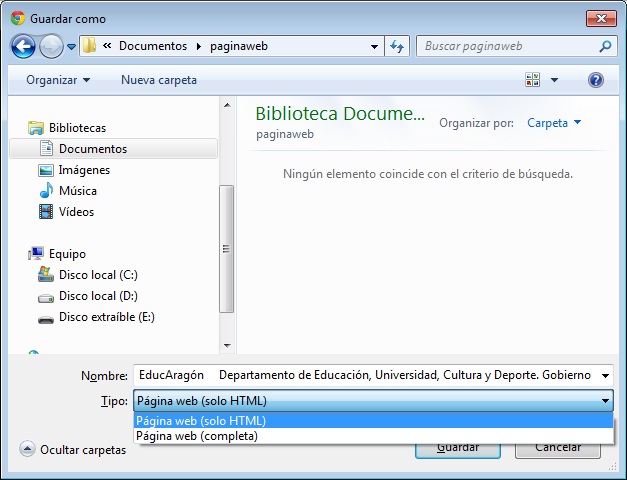 Guardar como
« Documentos paginaweb
Buscar paginaweb
Organizar Nueva carpeta
Bibliotecas
Documentos
Imágenes
Música
Vídeos
Equipo
Disco local (C:)
Disco local (D:)
Disco extraíble (E:)
Biblioteca Docume...
paginaweb
Organizar por: Carpeta
Ningún elemento coincide con el criterio de búsqueda.
Nombre: EducAragón Departamento de Educación, Universidad, Cultura y Deporte. Gobierno
Tipo: Página web (solo HTML)
Página web (solo HTML)
Página web (completa)
Ocultar carpetas
Guardar
Cancelar